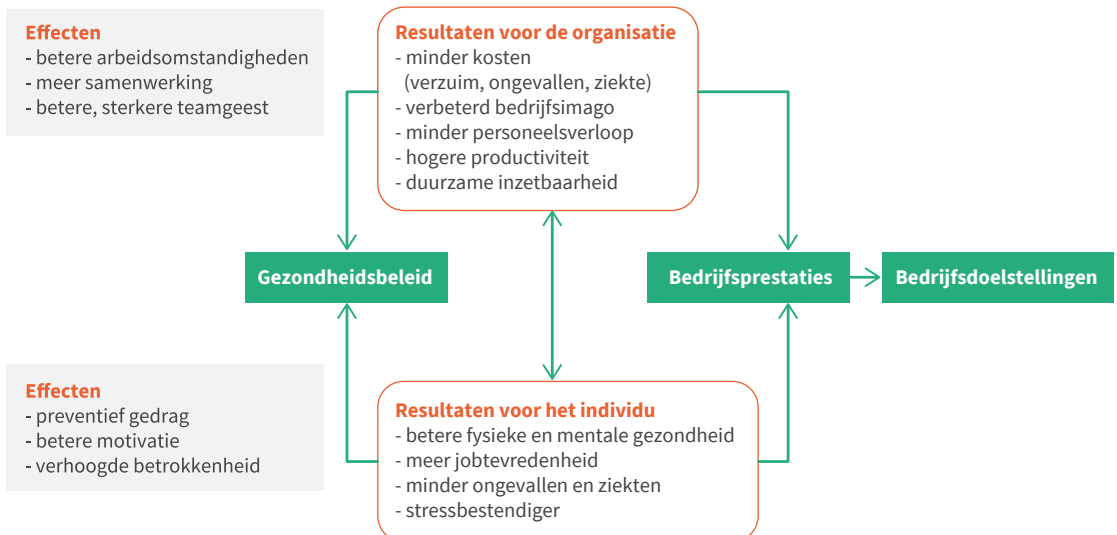 Effecten
- betere arbeidsomstandigheden
- meer samenwerking
- betere, sterkere teamgeest
Resultaten voor de organisatie
- minder kosten
(verzuim, ongevallen, ziekte)
- verbeterd bedrijfsimago
- minder personeelsverloop
- hogere productiviteit
- duurzame inzetbaarheid
Gezondheidsbeleid
Bedrijfsprestaties
Bedrijfsdoelstellingen
Effecten
- preventief gedrag
- betere motivatie
- verhoogde betrokkenheid
Resultaten voor het individu
- betere fysieke en mentale gezondheid
- meer jobtevredenheid
- minder ongevallen en ziekten
- stressbestendiger